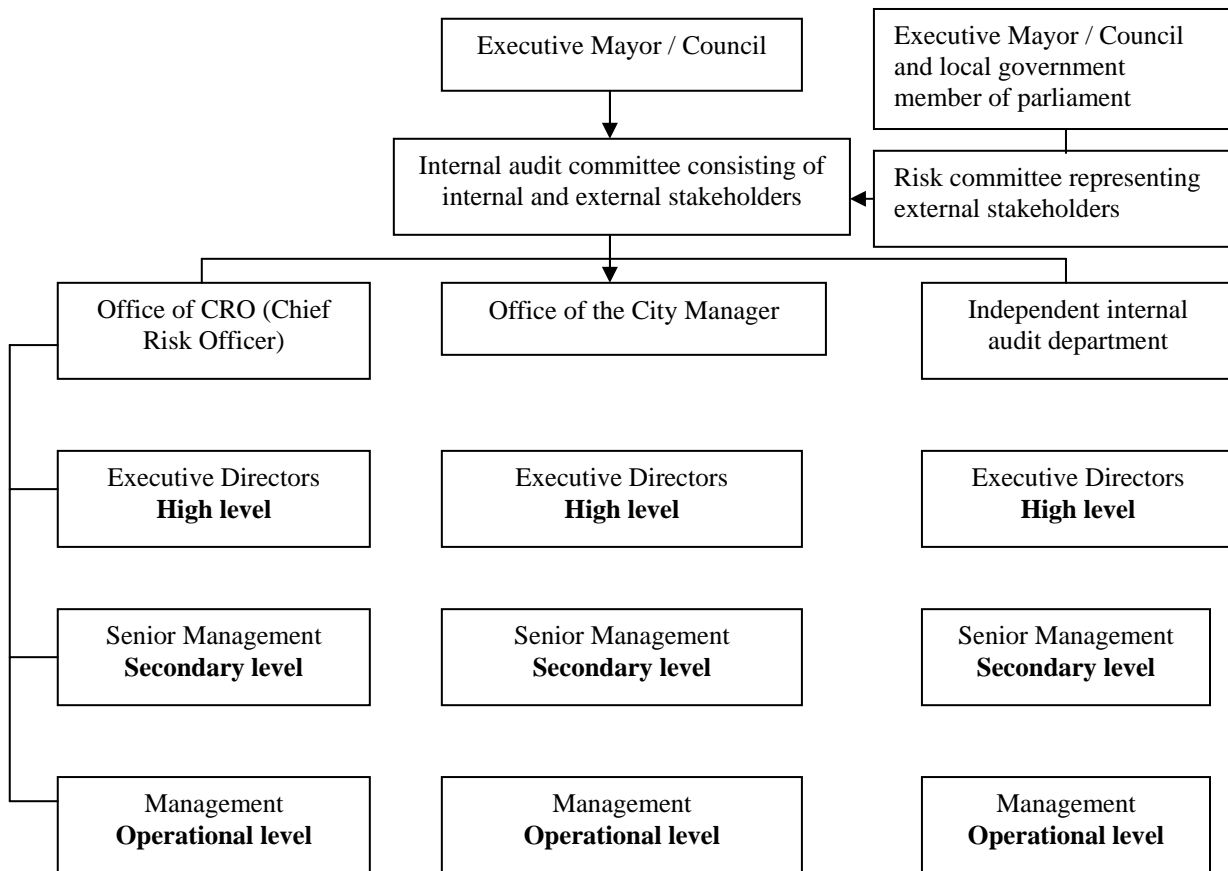 Executive Mayor / Council
Executive Mayor / Council
and local government
member of parliament
Internal audit committee consisting of
internal and external stakeholders
Risk committee representing
external stakeholders
Office of CRO (Chief
Risk Officer)
Office of the City Manager
Independent internal
audit department
Executive Directors
High level
Executive Directors
High level
Executive Directors
High level
Senior Management
Secondary level
Senior Management
Secondary level
Senior Management
Secondary level
Management
Operational level
Management
Operational level
Management
Operational level